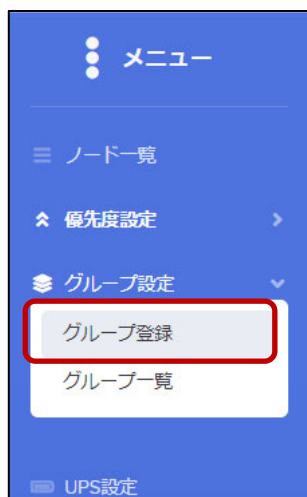 メニュー
ノード一覧
優先度設定
グループ設定
グループ登録
グループ一覧
UPS設定